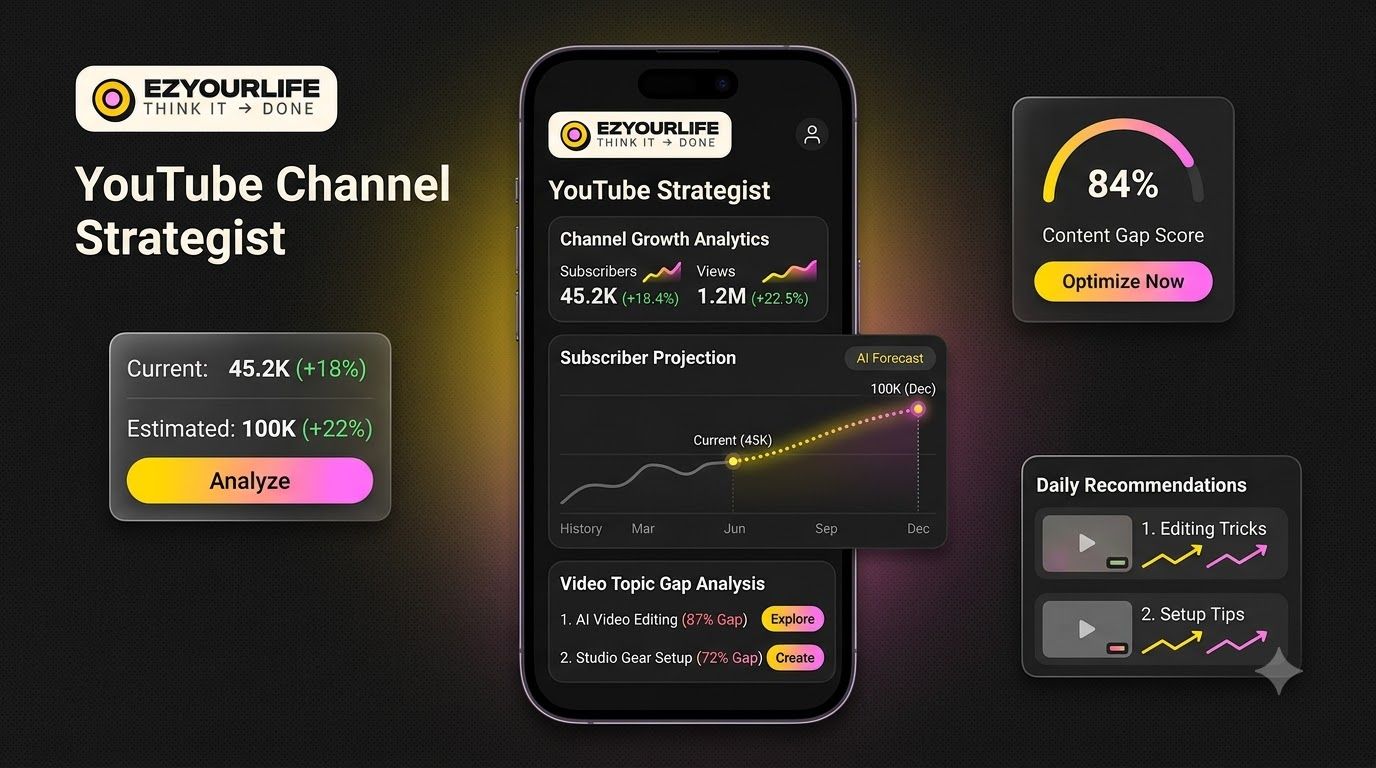 EZYOURLIFE
THINK IT → DONE
YouTube Channel
Strategist
Current: 45.2K (+18%)
Estimated: 100K (+22%)
Analyze
EZYOURLIFE
THINK IT → DONE
YouTube Strategist
Channel Growth Analytics
Subscribers Views
45.2K (+18.4%) 1.2M (+22.5%)
Subscriber Projection AI Forecast
100K (Dec)
Current (45K)
History Mar Jun Sep Dec
Video Topic Gap Analysis
1. AI Video Editing (87% Gap) Explore
2. Studio Gear Setup (72% Gap) Create
84%
Content Gap Score
Optimize Now
Daily Recommendations
1. Editing Tricks
2. Setup Tips